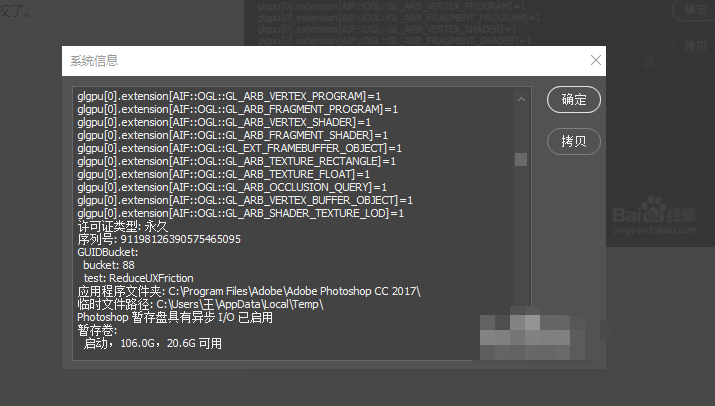 又了。
glgpu[0].extension[AIF::OGL::GL_ARB_VERTEX_PROGRAM]=1
glgpu[0].extension[AIF::OGL::GL_ARB_FRAGMENT_PROGRAM]=1
glgpu[0].extension[AIF::OGL::GL_ARB_VERTEX_SHADER]=1
glgpu[0].extension[AIF::OGL::GL_ARB_FRAGMENT_SHADER]=1
确定
拷贝
系统信息
glgpu[0].extension[AIF::OGL::GL_ARB_VERTEX_PROGRAM]=1
glgpu[0].extension[AIF::OGL::GL_ARB_FRAGMENT_PROGRAM]=1
glgpu[0].extension[AIF::OGL::GL_ARB_VERTEX_SHADER]=1
glgpu[0].extension[AIF::OGL::GL_ARB_FRAGMENT_SHADER]=1
glgpu[0].extension[AIF::OGL::GL_EXT_FRAMEBUFFER_OBJECT]=1
glgpu[0].extension[AIF::OGL::GL_ARB_TEXTURE_RECTANGLE]=1
glgpu[0].extension[AIF::OGL::GL_ARB_TEXTURE_FLOAT]=1
glgpu[0].extension[AIF::OGL::GL_ARB_OCCLUSION_QUERY]=1
glgpu[0].extension[AIF::OGL::GL_ARB_VERTEX_BUFFER_OBJECT]=1
glgpu[0].extension[AIF::OGL::GL_ARB_SHADER_TEXTURE_LOD]=1
许可证类型: 永久
序列号: 91198126390575465095
GUIDBucket:
bucket: 88
test: ReduceUXFriction
应用程序文件夹: C:\Program Files\Adobe\Adobe Photoshop CC 2017\
临时文件路径: C:\Users\王\AppData\Local\Temp\
Photoshop 暂存盘具有异步 I/O 已启用
暂存卷:
启动，106.0G，20.6G 可用
确定
拷贝
Baidu经验
jingyan.baidu.com